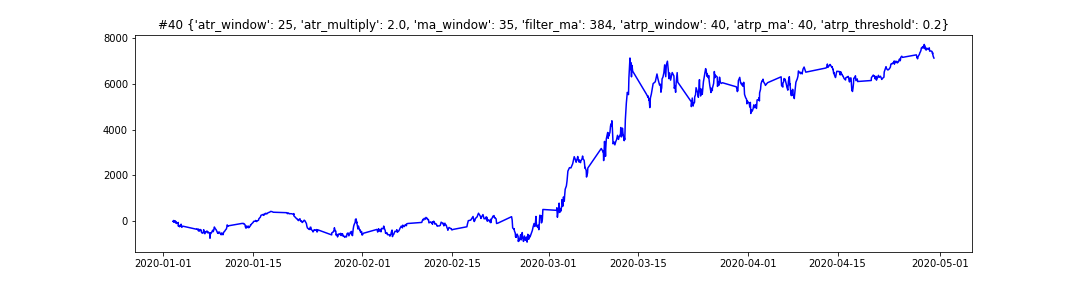 #40 {'atr_window': 25, 'atr_multiply': 2.0, 'ma_window': 35, 'filter_ma': 384, 'atrp_window': 40, 'atrp_ma': 40, 'atrp_threshold': 0.2}
8000
6000
4000
2000
0
2020-01-01 2020-01-15 2020-02-01 2020-02-15 2020-03-01 2020-03-15 2020-04-01 2020-04-15 2020-05-01